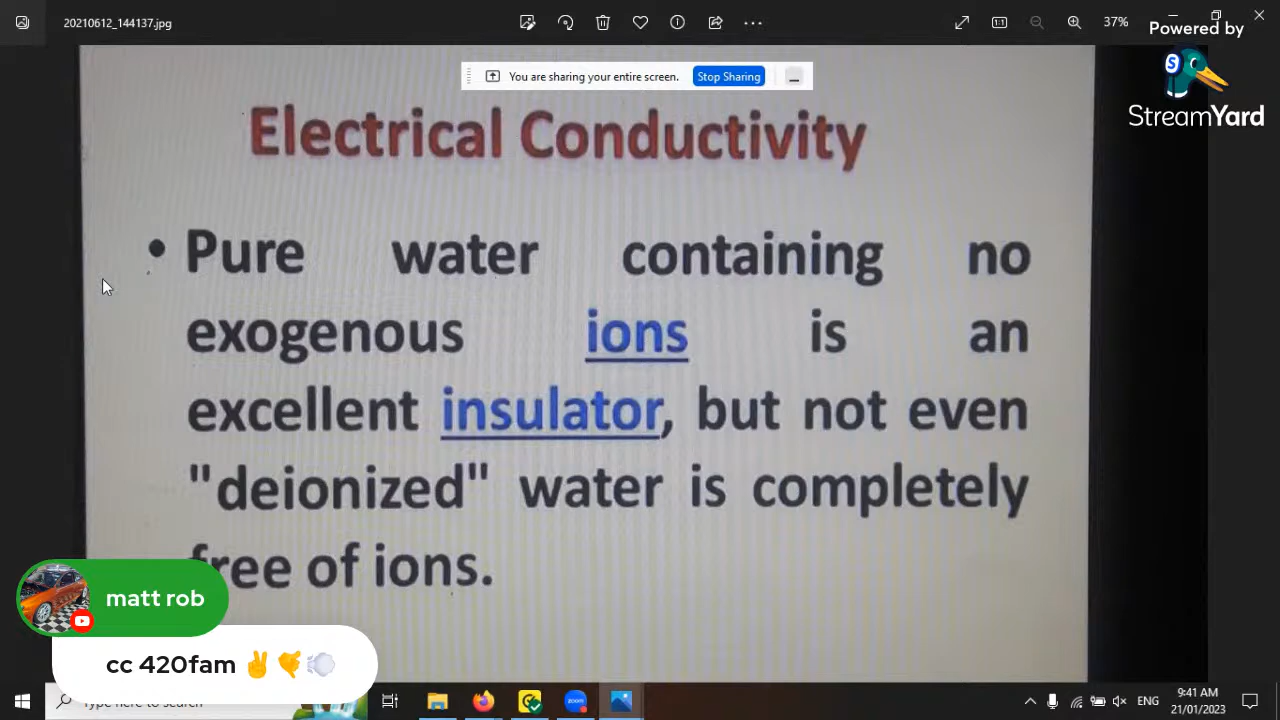 20210612_144137.jpg
37%
Powered by
S
StreamYard
You are sharing your entire screen.
Stop Sharing
Electrical Conductivity
• Pure water containing no
exogenous ions is an
excellent insulator, but not even
"deionized" water is completely
free of ions.
matt rob
cc 420fam ✌️🤙💨
Type here to search
zoom
ENG
9:41 AM
21/01/2023